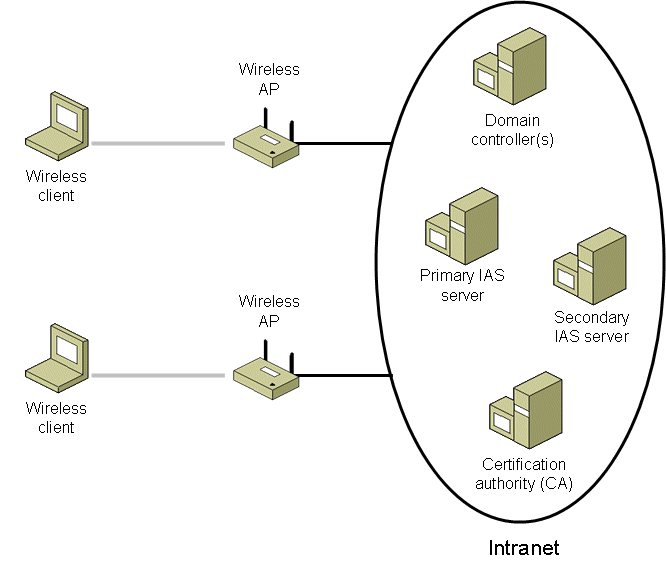 Wireless
AP
Domain
controller(s)
Wireless
client
Primary IAS
server
Secondary
IAS server
Wireless
AP
Wireless
client
Certification
authority (CA)
Intranet